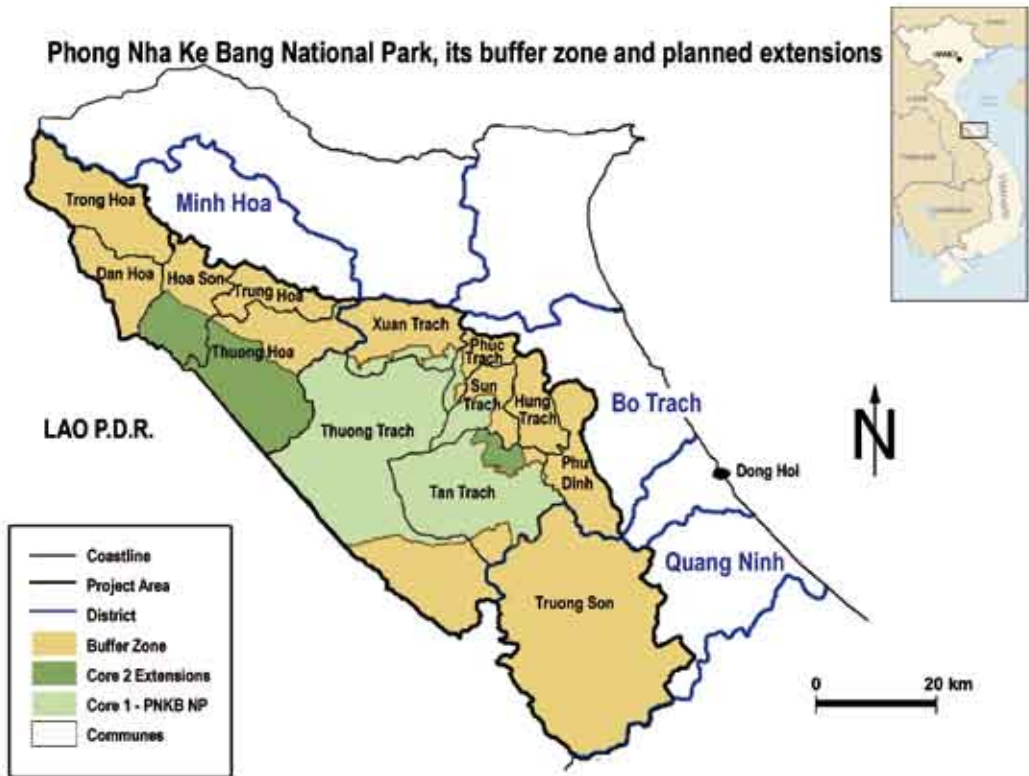 Phong Nha Ke Bang National Park, its buffer zone and planned extensions
HANOI
Trong Hoa
Minh Hoa
Dan Hoa
Hoa Son
Trung Hoa
Xuan Trach
Thuong Hoa
Phuc
Trach
Sun
Trach
Hung
Trach
Bo Trach
N
LAO P.D.R.
Thuong Trach
Dong Hoi
Phu
Dinh
Tan Trach
Quang Ninh
Truong Son
Coastline
Project Area
District
Buffer Zone
Core 2 Extensions
Core 1 - PNKB NP
Communes
0
20 km